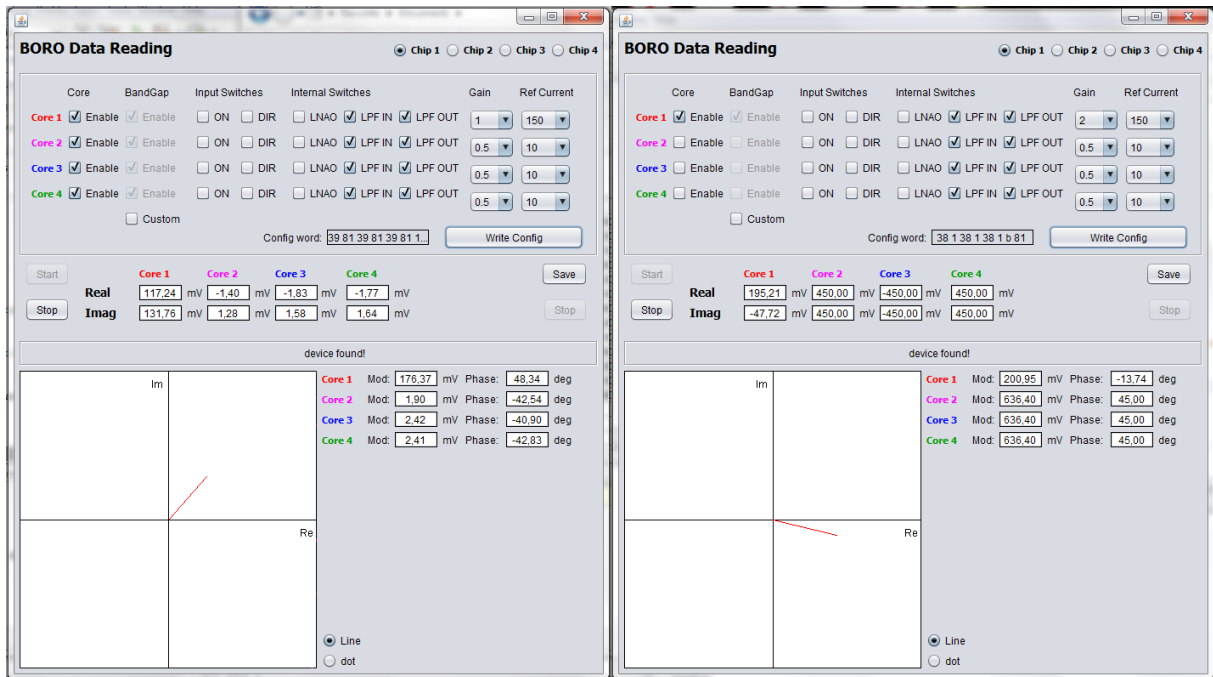 BORO Data Reading
Chip 1 Chip 2 Chip 3 Chip 4
Core BandGap Input Switches Internal Switches Gain Ref Current
Core 1 Enable Enable ON DIR LNAO LPF IN LPF OUT 1 150
Core 2 Enable Enable ON DIR LNAO LPF IN LPF OUT 0.5 10
Core 3 Enable Enable ON DIR LNAO LPF IN LPF OUT 0.5 10
Core 4 Enable Enable ON DIR LNAO LPF IN LPF OUT 0.5 10
Custom
Config word: 39 81 39 81 39 81 1... Write Config
Start Core 1 Core 2 Core 3 Core 4 Save
Real 117,24 mV -1,40 mV -1,83 mV -1,77 mV
Stop Imag 131,76 mV 1,28 mV 1,58 mV 1,64 mV Stop
device found!
Im
Re
Core 1 Mod: 176,37 mV Phase: 48,34 deg
Core 2 Mod: 1,90 mV Phase: -42,54 deg
Core 3 Mod: 2,42 mV Phase: -40,90 deg
Core 4 Mod: 2,41 mV Phase: -42,83 deg
Line
dot
BORO Data Reading
Chip 1 Chip 2 Chip 3 Chip 4
Core BandGap Input Switches Internal Switches Gain Ref Current
Core 1 Enable Enable ON DIR LNAO LPF IN LPF OUT 2 150
Core 2 Enable Enable ON DIR LNAO LPF IN LPF OUT 0.5 10
Core 3 Enable Enable ON DIR LNAO LPF IN LPF OUT 0.5 10
Core 4 Enable Enable ON DIR LNAO LPF IN LPF OUT 0.5 10
Custom
Config word: 38 1 38 1 38 1 b 81 Write Config
Start Core 1 Core 2 Core 3 Core 4 Save
Real 195,21 mV 450,00 mV -450,00 mV 450,00 mV
Stop Imag -47,72 mV 450,00 mV -450,00 mV 450,00 mV Stop
device found!
Im
Re
Core 1 Mod: 200,95 mV Phase: -13,74 deg
Core 2 Mod: 636,40 mV Phase: 45,00 deg
Core 3 Mod: 636,40 mV Phase: 45,00 deg
Core 4 Mod: 636,40 mV Phase: 45,00 deg
Line
dot